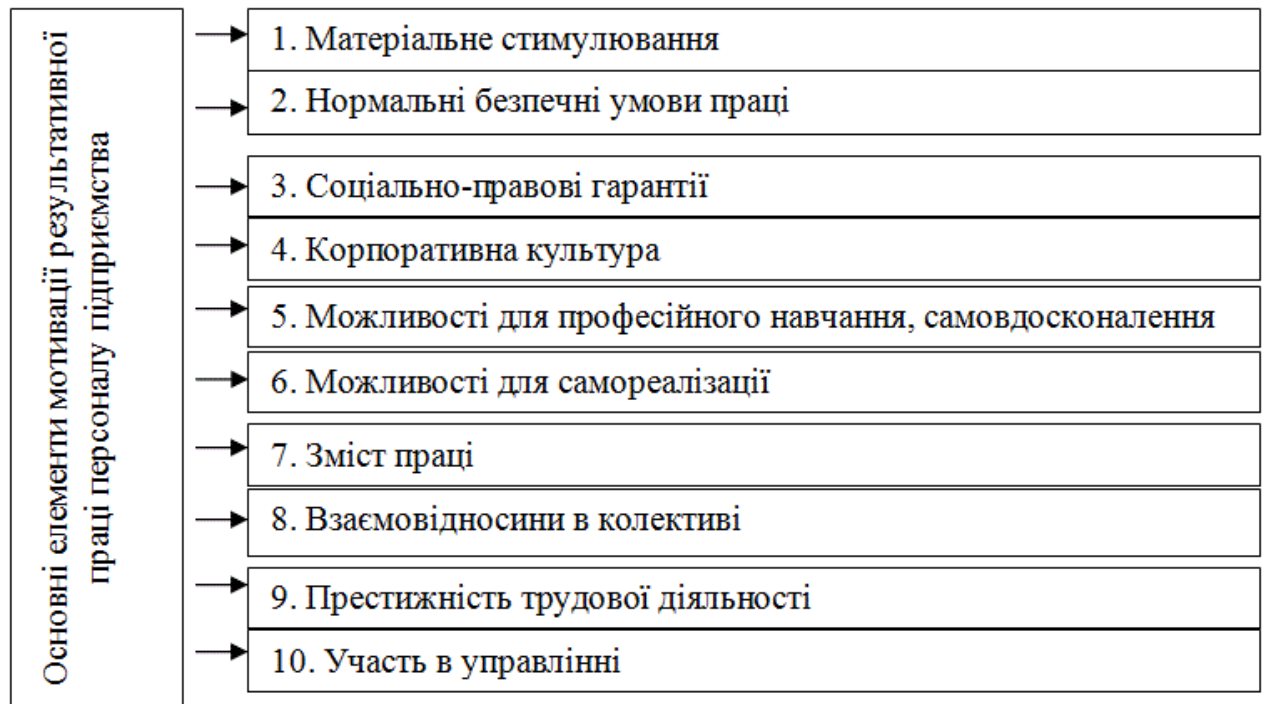 Основні елементи мотивації результативної
праці персоналу підприємства
1. Матеріальне стимулювання
2. Нормальні безпечні умови праці
3. Соціально-правові гарантії
4. Корпоративна культура
5. Можливості для професійного навчання, самовдосконалення
6. Можливості для самореалізації
7. Зміст праці
8. Взаємовідносини в колективі
9. Престижність трудової діяльності
10. Участь в управлінні